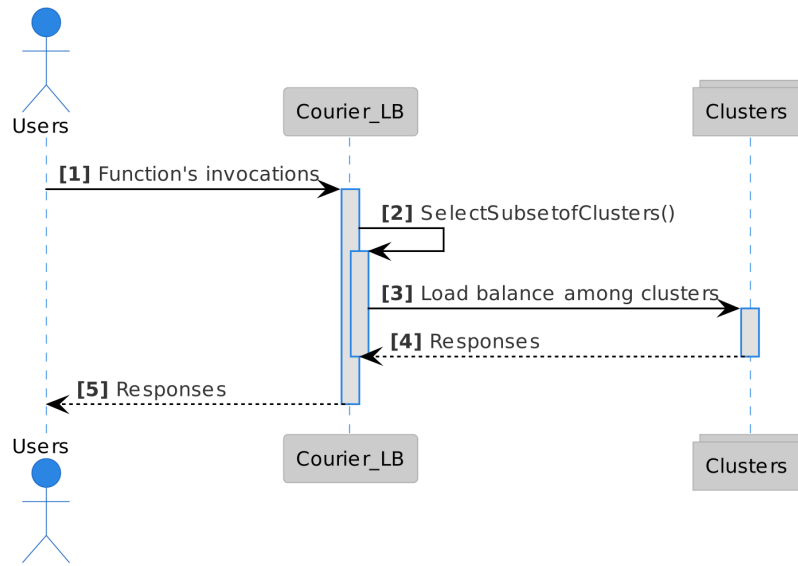 Users
Courier_LB
Clusters
[1] Function's invocations
[2] SelectSubsetofClusters()
[3] Load balance among clusters
[4] Responses
[5] Responses
Users
Courier_LB
Clusters